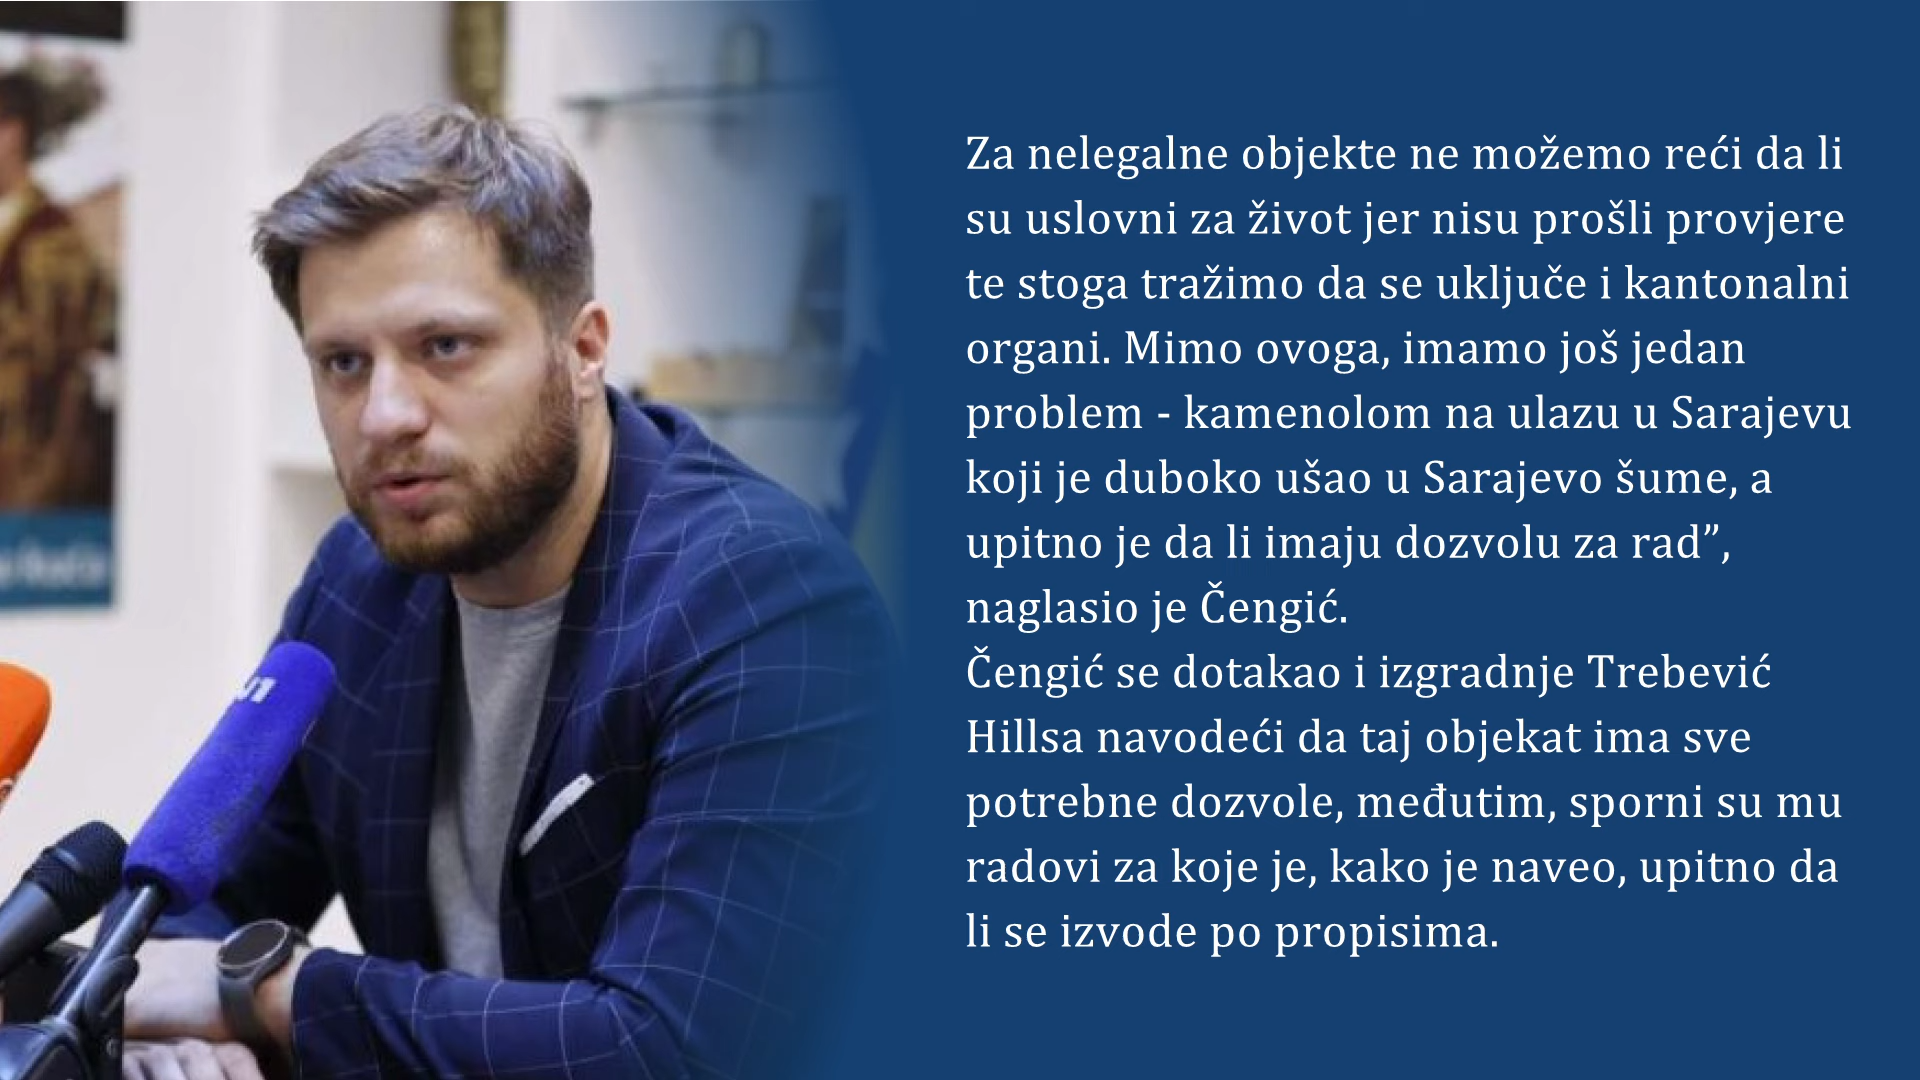 Za nelegalne objekte ne možemo reći da li
su uslovni za život jer nisu prošli provjere
te stoga tražimo da se uključe i kantonalni
organi. Mimo ovoga, imamo još jedan
problem - kamenolom na ulazu u Sarajevu
koji je duboko ušao u Sarajevo šume, a
upitno je da li imaju dozvolu za rad”,
naglasio je Čengić.
Čengić se dotakao i izgradnje Trebević
Hillsa navodeći da taj objekat ima sve
potrebne dozvole, međutim, sporni su mu
radovi za koje je, kako je naveo, upitno da
li se izvode po propisima.